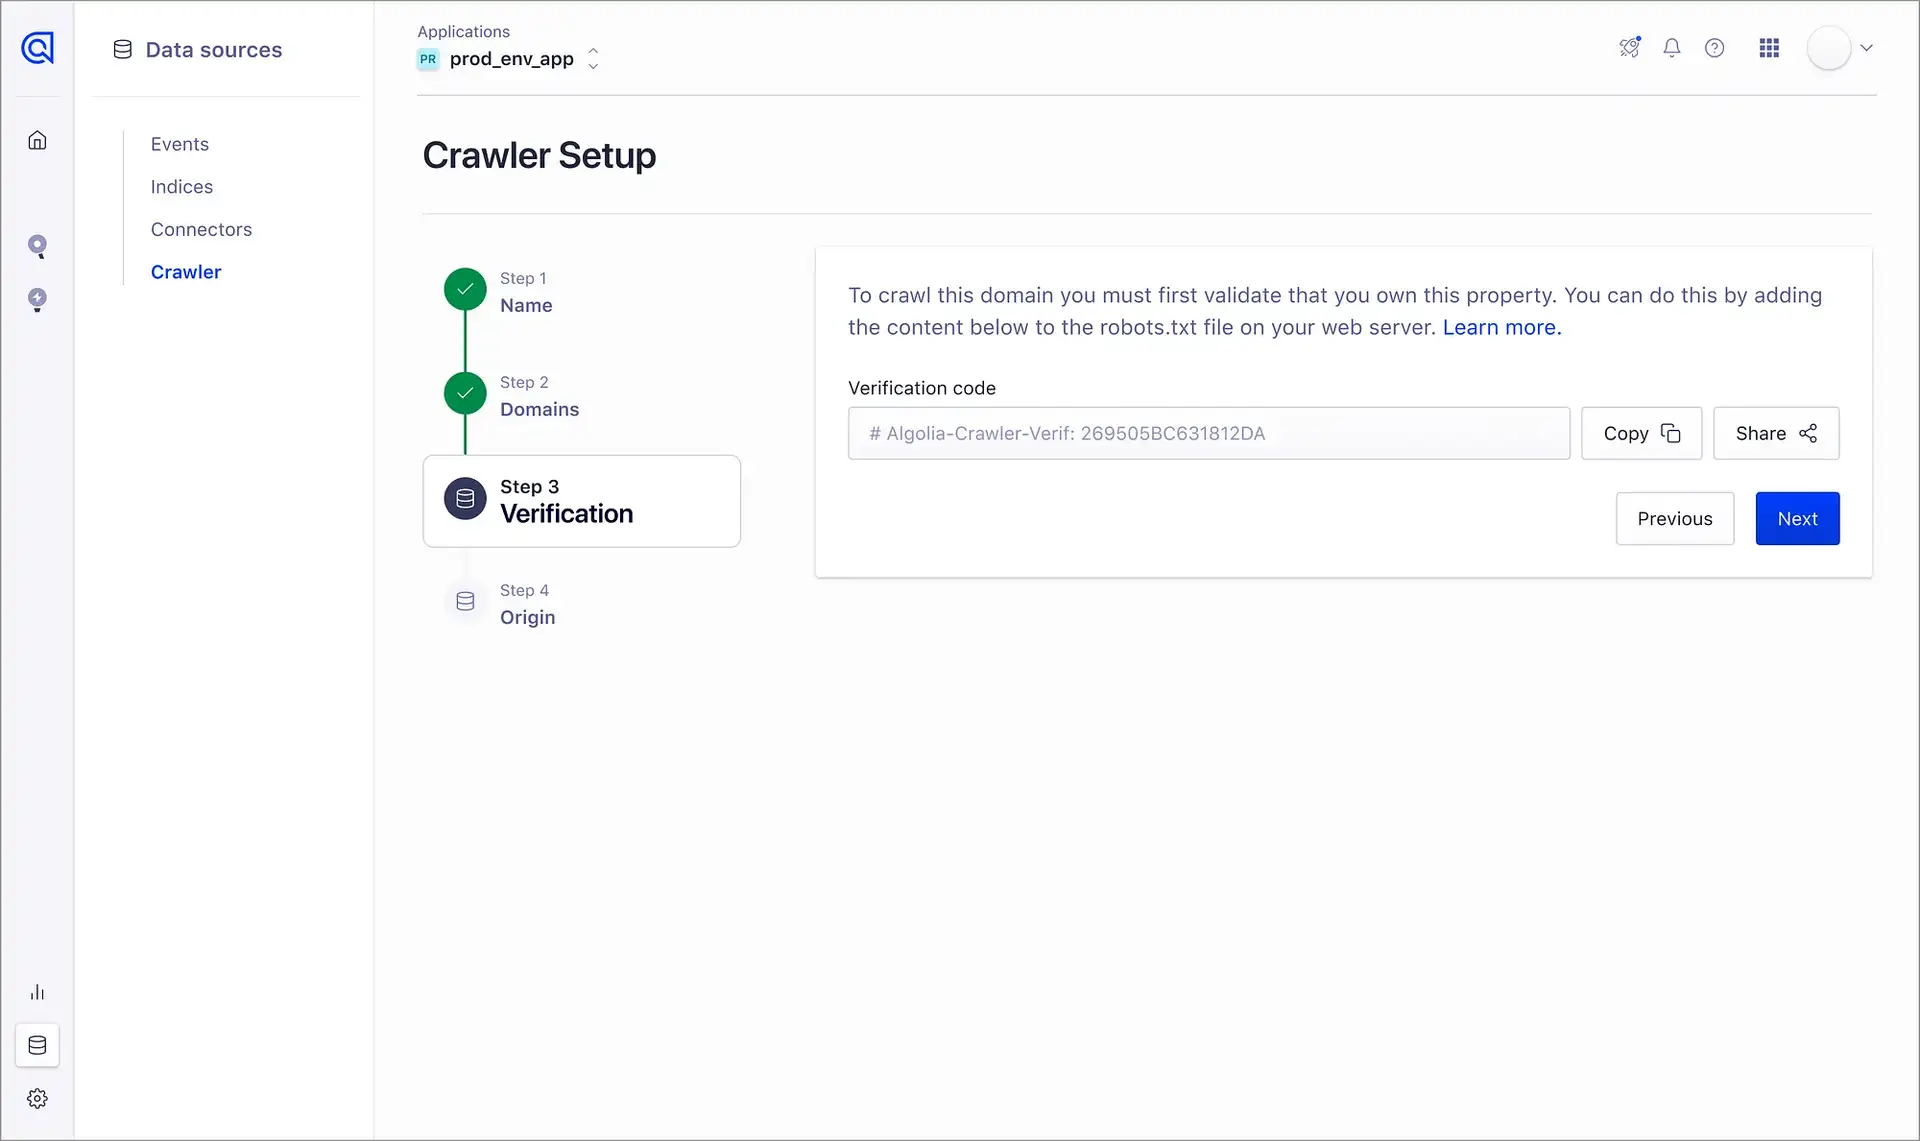 Data sources
Events
Indices
Connectors
Crawler
Applications
PR prod_env_app
Crawler Setup
Step 1
Name
Step 2
Domains
Step 3
Verification
Step 4
Origin
To crawl this domain you must first validate that you own this property. You can do this by adding
the content below to the robots.txt file on your web server. Learn more.
Verification code
# Algolia-Crawler-Verif: 269505BC631812DA
Copy
Share
Previous
Next